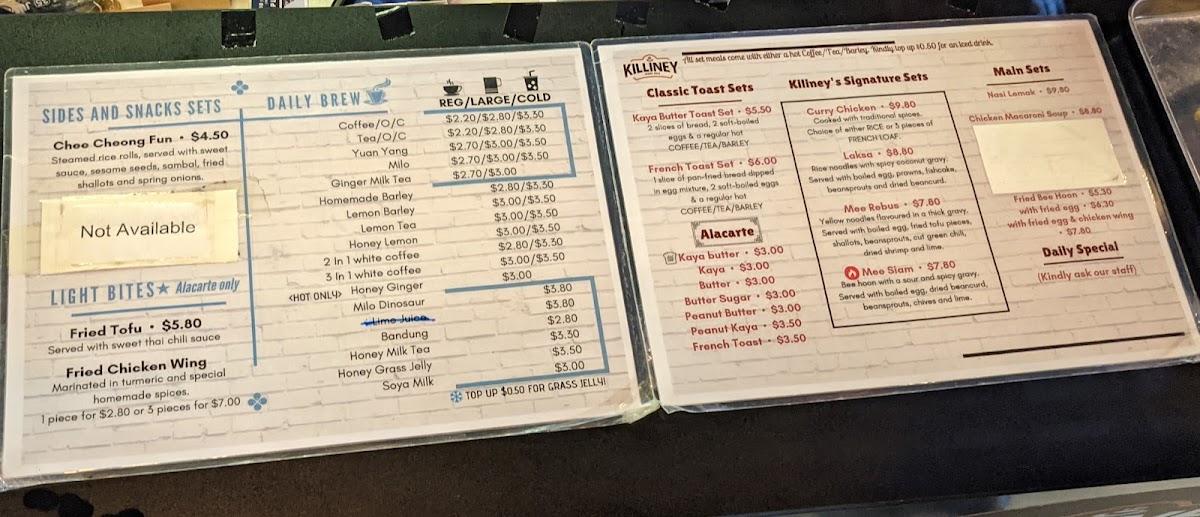 SIDES AND SNACKS SETS
Chee Cheong Fun • $4.50
Steamed rice rolls, served with sweet
sauce, sesame seeds, sambal, fried
shallots and spring onions.
Not Available
LIGHT BITES★ Alacarte only
Fried Tofu • $5.80
Served with sweet thai chili sauce
Fried Chicken Wing
Marinated in turmeric and special
homemade spices.
1 piece for $2.80 or 3 pieces for $7.00
DAILY BREW
REG/LARGE/COLD
Coffee/O/C $2.20/$2.80/$3.30
Tea/O/C $2.20/$2.80/$3.30
Yuan Yang $2.70/$3.00/$3.50
Milo $2.70/$3.00/$3.50
Ginger Milk Tea $2.70/$3.00
Homemade Barley $2.80/$3.30
Lemon Barley $3.00/$3.50
Lemon Tea $3.00/$3.50
Honey Lemon $3.00/$3.50
2 In 1 white coffee $2.80/$3.30
3 In 1 white coffee $3.00/$3.50
<HOT ONLY> Honey Ginger $3.00
Milo Dinosaur $3.80
Lime Juice $3.80
Bandung $2.80
Honey Milk Tea $3.30
Honey Grass Jelly $3.50
Soya Milk $3.00
TOP UP $0.50 FOR GRASS JELLY!
KILLINEY
All set meals come with either a hot Coffee/Tea/Barley. Kindly top up $0.60 for an iced drink.
Classic Toast Sets
Kaya Butter Toast Set • $5.50
2 slices of bread, 2 soft-boiled
eggs & a regular hot
COFFEE/TEA/BARLEY
French Toast Set • $6.00
1 slice of pan-fried bread dipped
in egg mixture, 2 soft-boiled eggs
& a regular hot
COFFEE/TEA/BARLEY
Alacarte
Kaya butter • $3.00
Kaya • $3.00
Butter • $3.00
Butter Sugar • $3.00
Peanut Butter • $3.00
Peanut Kaya • $3.50
French Toast • $3.50
Killiney's Signature Sets
Curry Chicken • $9.80
Cooked with traditional spices.
Choice of either RICE or 3 pieces of
FRENCH LOAF.
Laksa • $8.80
Rice noodles with spicy coconut gravy.
Served with boiled egg, prawns, fishcake,
beansprouts and dried beancurd.
Mee Rebus • $7.80
Yellow noodles flavoured in a thick gravy.
Served with boiled egg, fried tofu pieces,
shallots, beansprouts, cut green chili,
dried shrimp and lime.
Mee Siam • $7.80
Bee hoon with a sour and spicy gravy.
Served with boiled egg, dried beancurd,
beansprouts, chives and lime.
Main Sets
Nasi Lemak • $9.80
Chicken Macaroni Soup • $8.80
Fried Bee Hoon • $5.30
with fried egg • $6.30
with fried egg & chicken wing
• $7.80
Daily Special
(Kindly ask our staff)